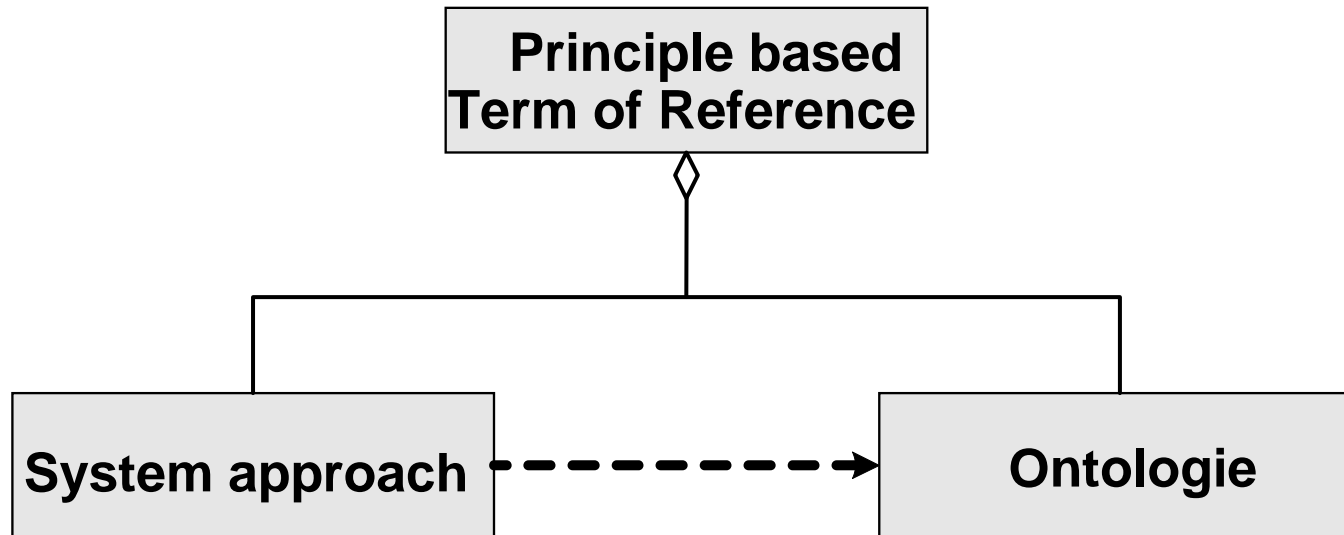 Principle based
Term of Reference
System approach
Ontologie